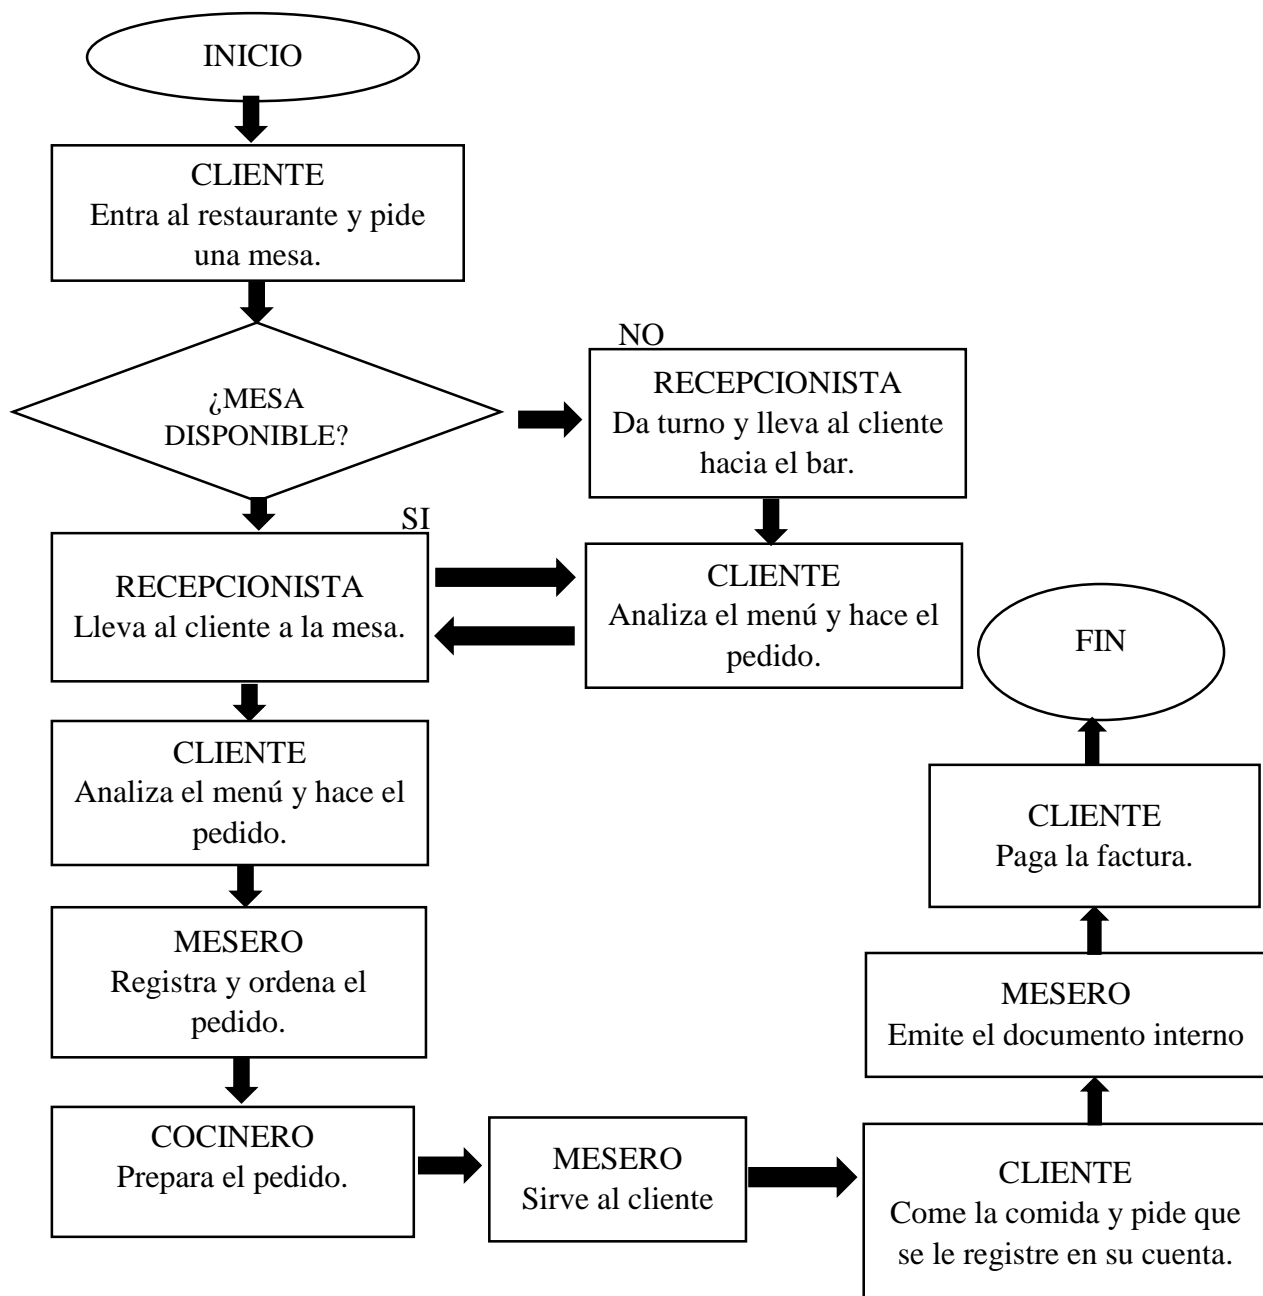 INICIO
CLIENTE
Entra al restaurante y pide
una mesa.
¿MESA
DISPONIBLE?
NO
RECEPCIONISTA
Da turno y lleva al cliente
hacia el bar.
SI
RECEPCIONISTA
Lleva al cliente a la mesa.
CLIENTE
Analiza el menú y hace el
pedido.
CLIENTE
Analiza el menú y hace el
pedido.
MESERO
Registra y ordena el
pedido.
COCINERO
Prepara el pedido.
MESERO
Sirve al cliente
CLIENTE
Come la comida y pide que
se le registre en su cuenta.
MESERO
Emite el documento interno
CLIENTE
Paga la factura.
FIN